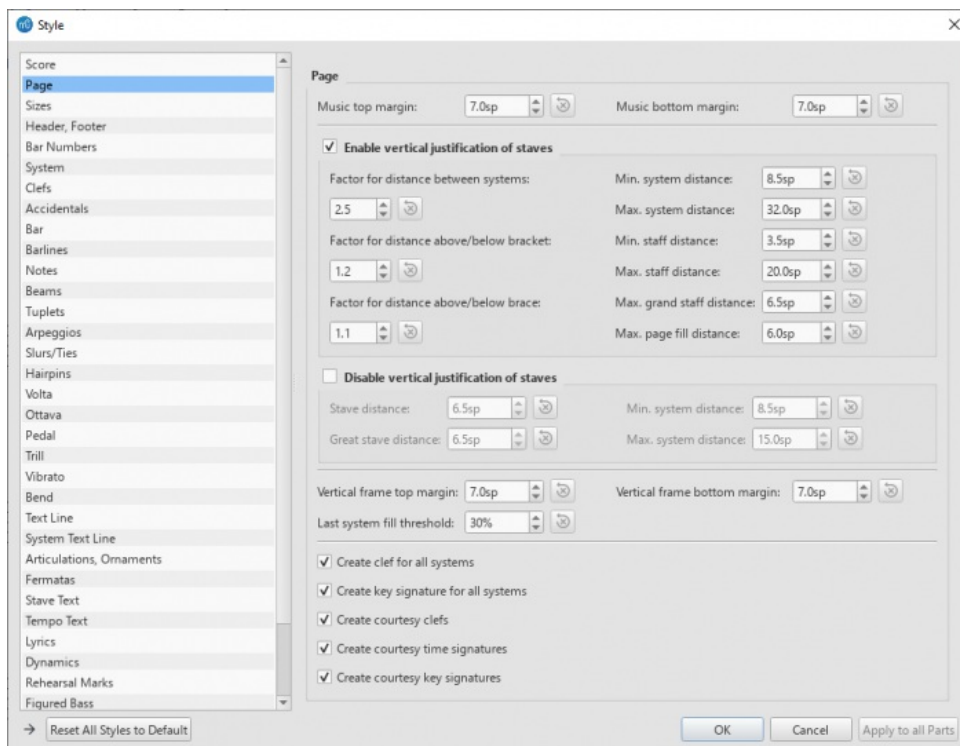 Style
Score
Page
Sizes
Header, Footer
Bar Numbers
System
Clefs
Accidentals
Bar
Barlines
Notes
Beams
Tuplets
Arpeggios
Slurs/Ties
Hairpins
Volta
Ottava
Pedal
Trill
Vibrato
Bend
Text Line
System Text Line
Articulations, Ornaments
Fermatas
Stave Text
Tempo Text
Lyrics
Dynamics
Rehearsal Marks
Figured Bass
Page
Music top margin: 7.0sp Music bottom margin: 7.0sp
Enable vertical justification of staves
Factor for distance between systems: Min. system distance: 8.5sp
2.5 Max. system distance: 32.0sp
Factor for distance above/below bracket: Min. staff distance: 3.5sp
1.2 Max. staff distance: 20.0sp
Factor for distance above/below brace: Max. grand staff distance: 6.5sp
1.1 Max. page fill distance: 6.0sp
Disable vertical justification of staves
Stave distance: 6.5sp Min. system distance: 8.5sp
Great stave distance: 6.5sp Max. system distance: 15.0sp
Vertical frame top margin: 7.0sp Vertical frame bottom margin: 7.0sp
Last system fill threshold: 30%
Create clef for all systems
Create key signature for all systems
Create courtesy clefs
Create courtesy time signatures
Create courtesy key signatures
Reset All Styles to Default OK Cancel Apply to all Parts